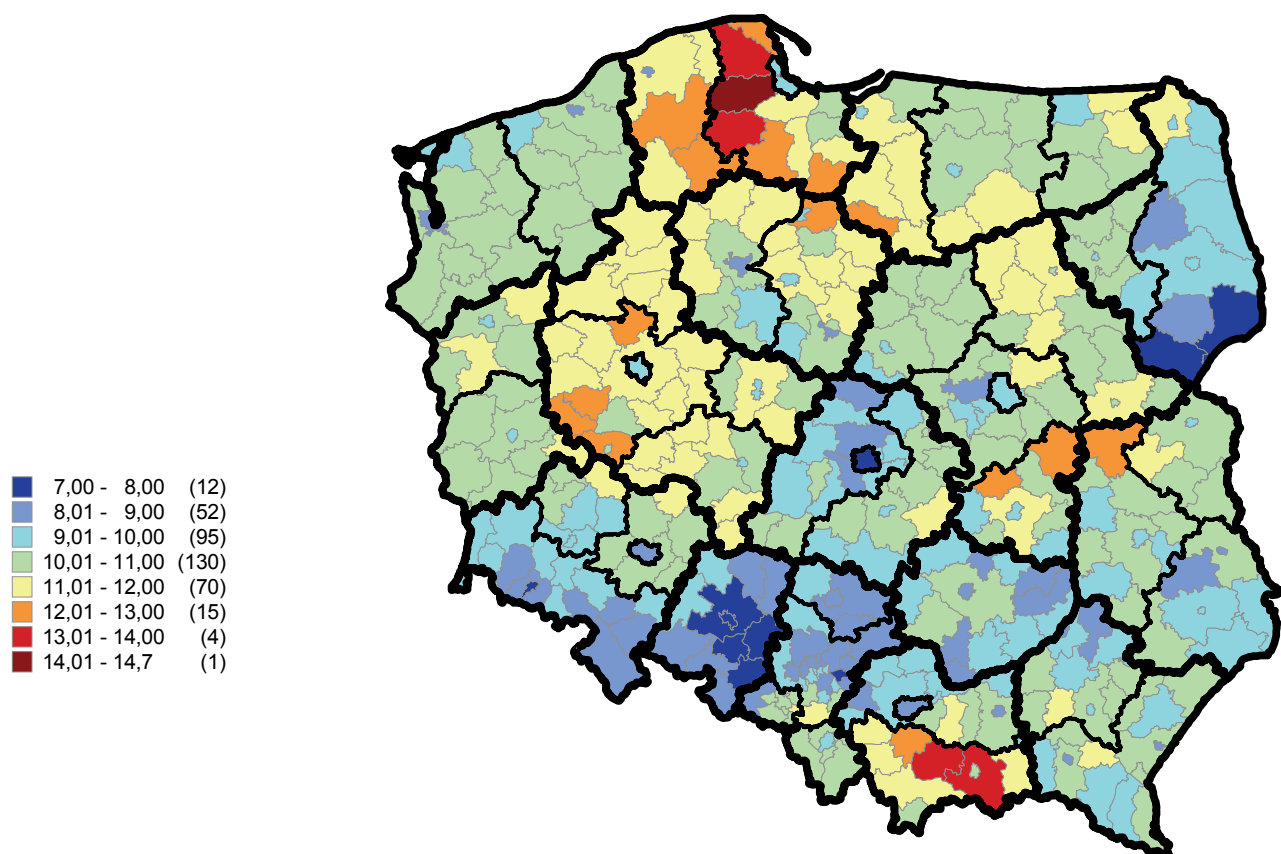 7,00 - 8,00 (12)
8,01 - 9,00 (52)
9,01 - 10,00 (95)
10,01 - 11,00 (130)
11,01 - 12,00 (70)
12,01 - 13,00 (15)
13,01 - 14,00 (4)
14,01 - 14,7 (1)